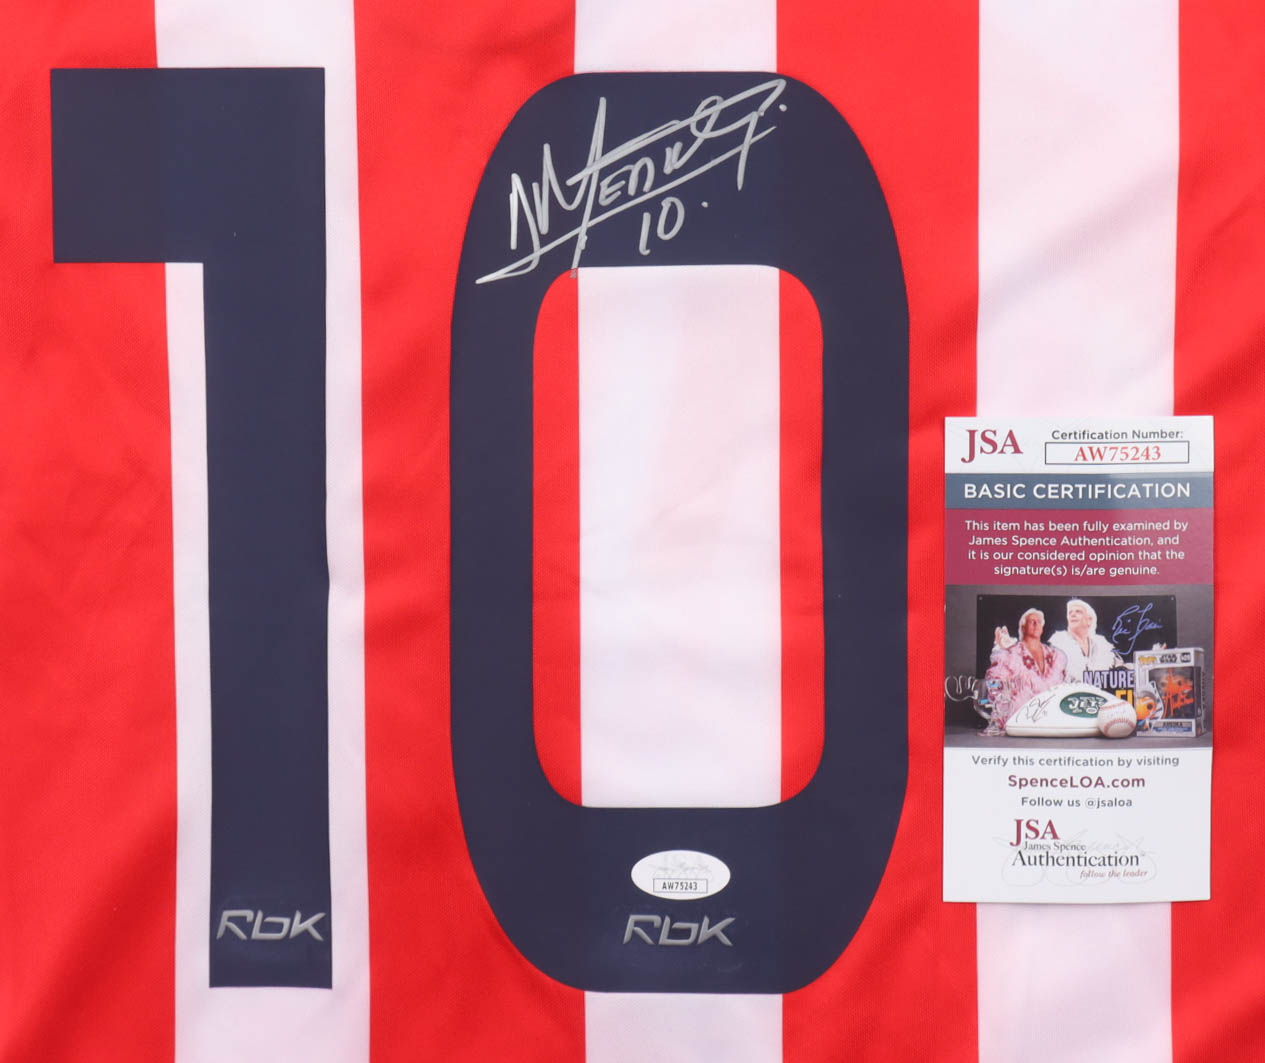 10
10.
RbK
RbK
AW75243
JSA
Certification Number:
AW75243
BASIC CERTIFICATION
This item has been fully examined by
James Spence Authentication, and
it is our considered opinion that the
signature(s) is/are genuine.
NATURE
JETS
Verify this certification by visiting
SpenceLOA.com
Follow us @jsaloa
JSA
James Spence
Authentication
follow the leader